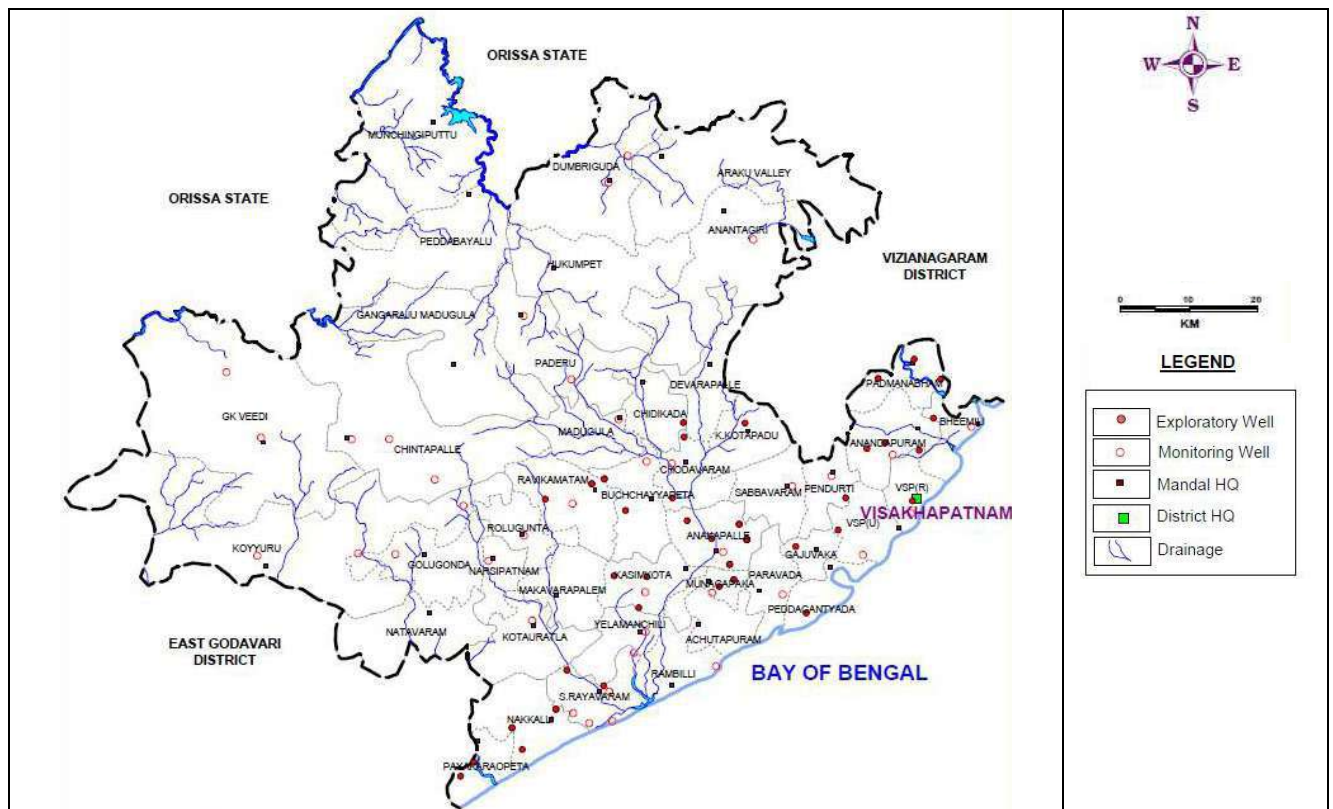 ORISSA STATE
MUNCHINGIPUTTU
DUMBRIGUDA
ARAKU VALLEY
ORISSA STATE
ANANTAGIRI
PEDDABAYALU
VIZIANAGARAM
DISTRICT
HUKUMPET
GANGARAJU MADUGULA
PADERU
DEVARAPALLE
PADMANABHAM
GK VEEDI
CHIDIKADA
BHEEMILI
MADUGULA
K.KOTAPADU
ANANDAPURAM
CHINTAPALLE
CHODAVARAM
RAVIKAMATAM
BUCHCHAYYAPETA
SABBAVARAM
PENDURTI
VSP(R)
VISAKHAPATNAM
ROLUGUNTA
VSP(U)
ANAKAPALLE
KOYYURU
GOLUGONDA
NARSIPATNAM
GAJUVAKA
KASIMKOTA
MUNAGAPAKA
PARAVADA
MAKAVARAPALEM
PEDDAGANTYADA
NATAVARAM
KOTAURATLA
YELAMANCHILI
ACHUTAPURAM
EAST GODAVARI
DISTRICT
RAMBILLI
BAY OF BENGAL
S.RAYAVARAM
NAKKALLI
PAYAKARAOPETA
N
W E
S
0 10 20
KM
LEGEND
Exploratory Well
Monitoring Well
Mandal HQ
District HQ
Drainage